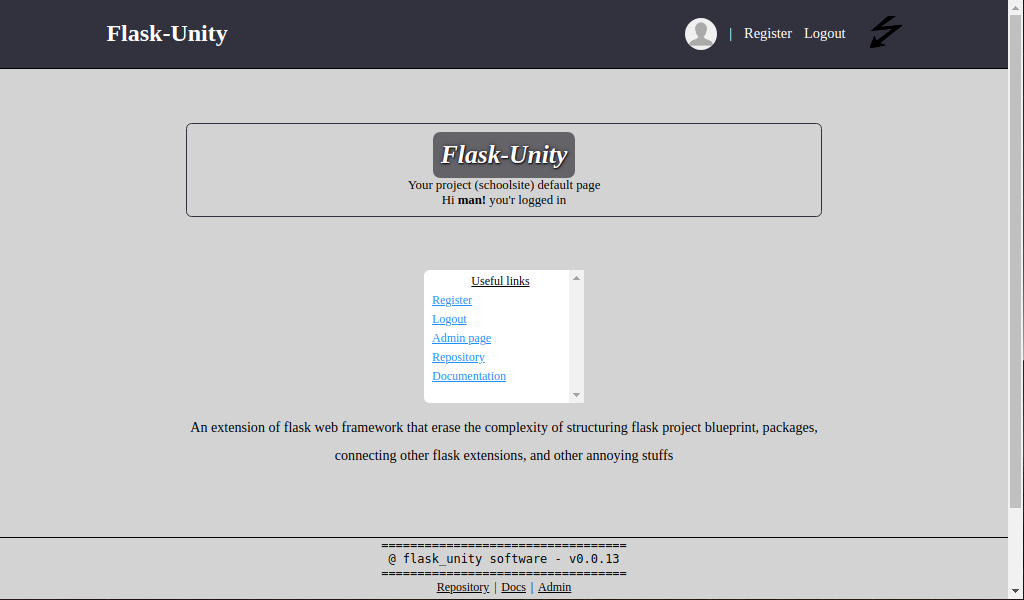 Flask-Unity
| Register Logout
Flask-Unity
Your project (schoolsite) default page
Hi man! you'r logged in
Useful links
Register
Logout
Admin page
Repository
Documentation
An extension of flask web framework that erase the complexity of structuring flask project blueprint, packages,
connecting other flask extensions, and other annoying stuffs
==================================
@ flask_unity software - v0.0.13
==================================
Repository | Docs | Admin